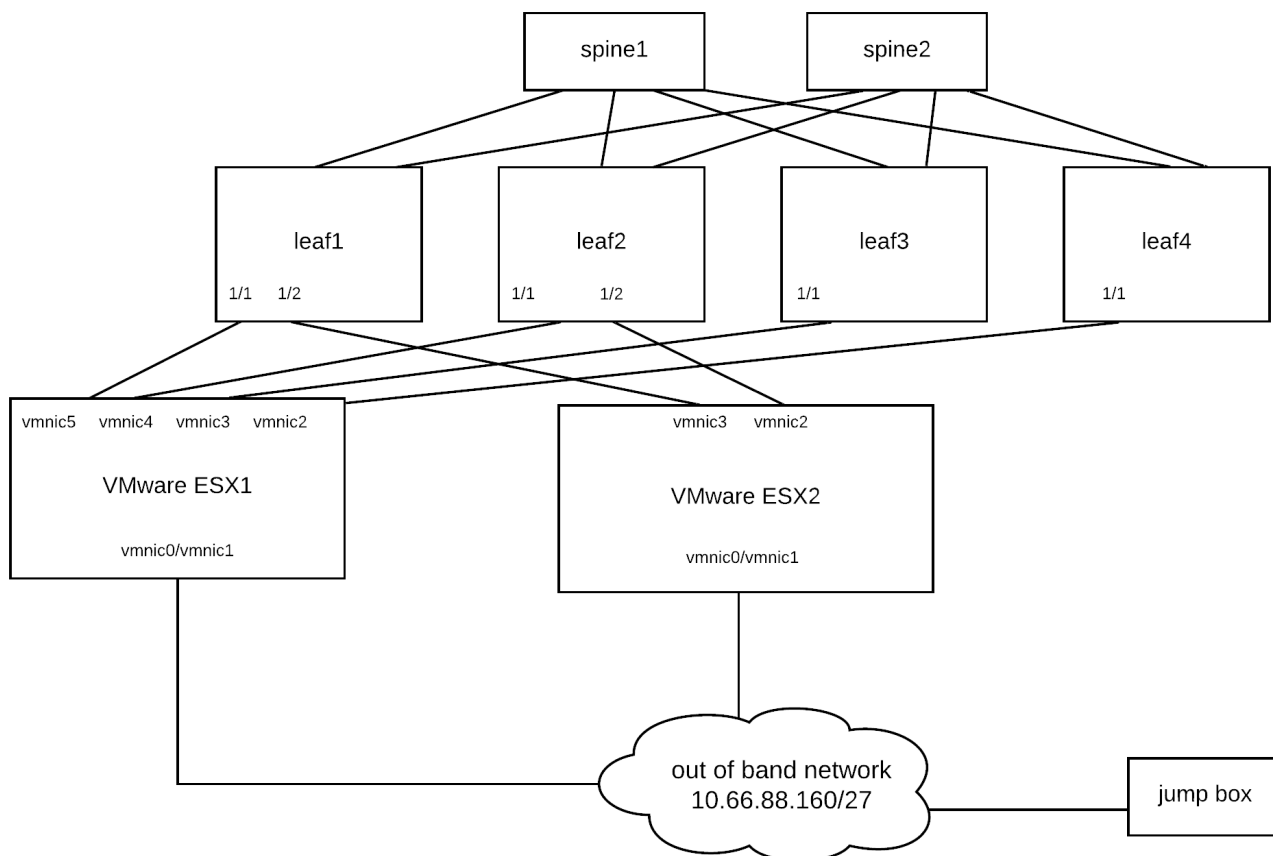 spine1
spine2
leaf1
leaf2
leaf3
leaf4
1/1 1/2
1/1 1/2
1/1
1/1
vmnic5 vmnic4 vmnic3 vmnic2
vmnic3 vmnic2
VMware ESX1
VMware ESX2
vmnic0/vmnic1
vmnic0/vmnic1
out of band network
10.66.88.160/27
jump box